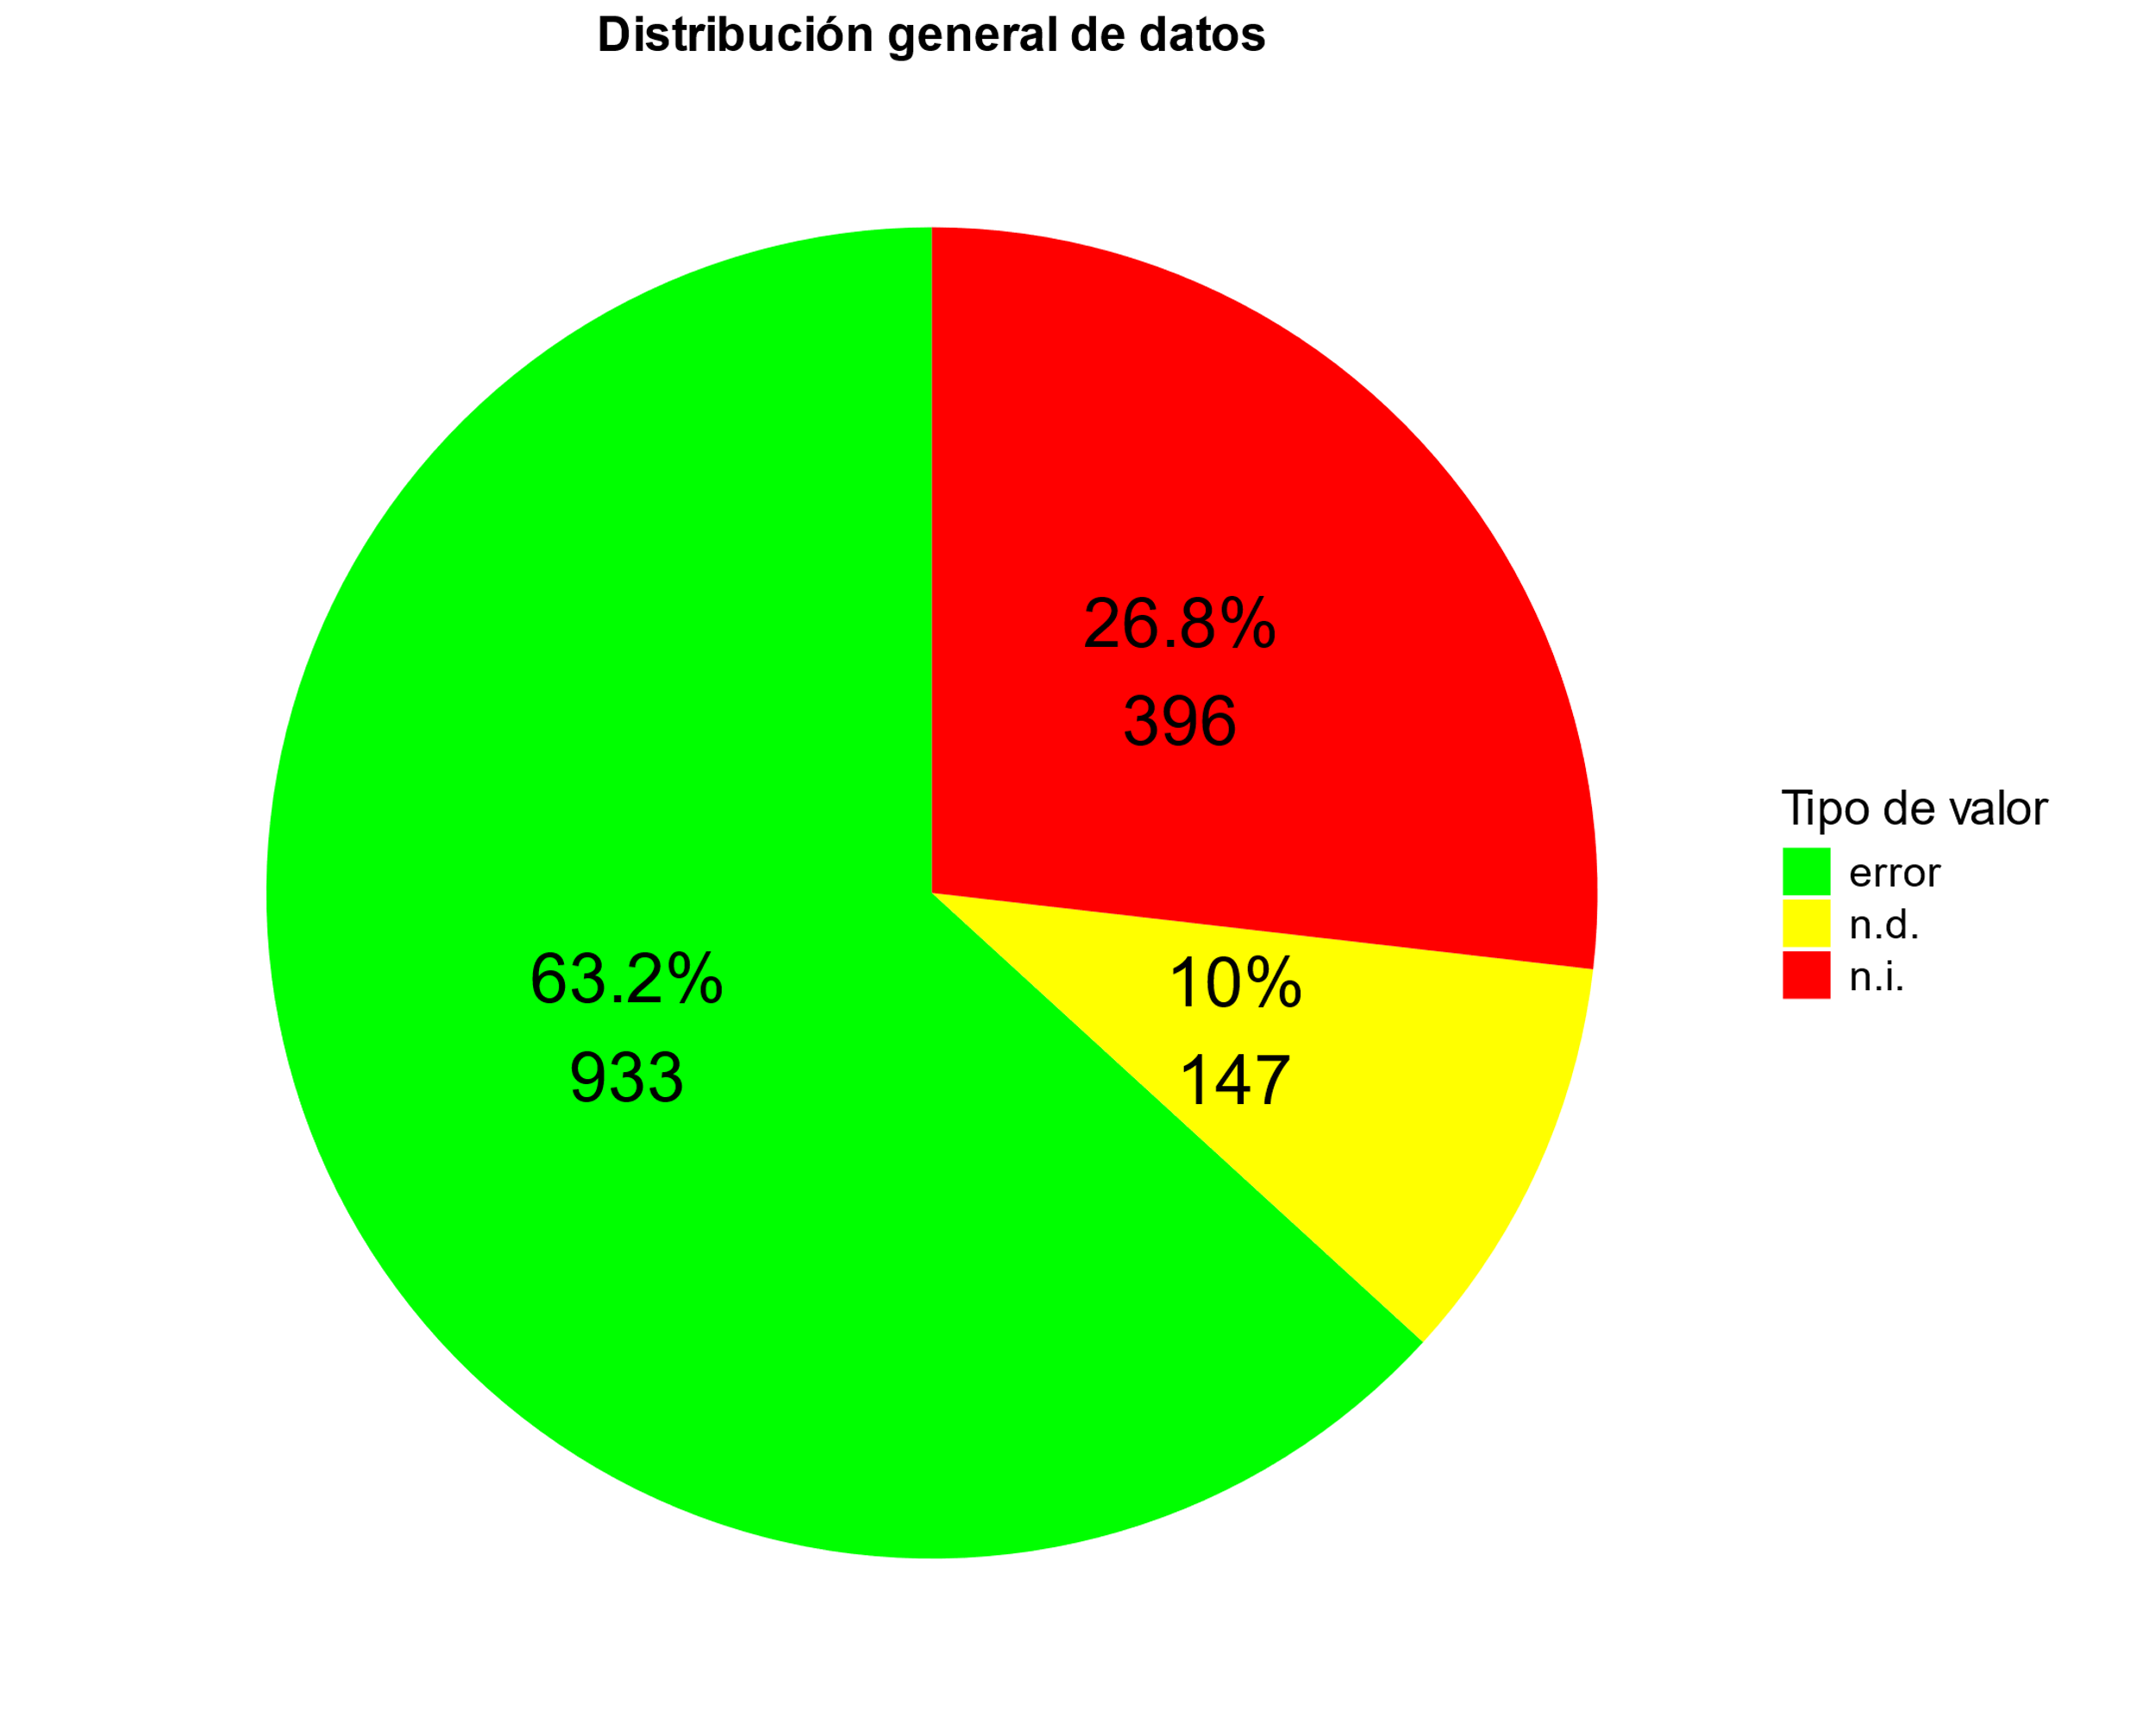 Distribución general de datos
26.8%
396
63.2%
933
10%
147
Tipo de valor
error
n.d.
n.i.